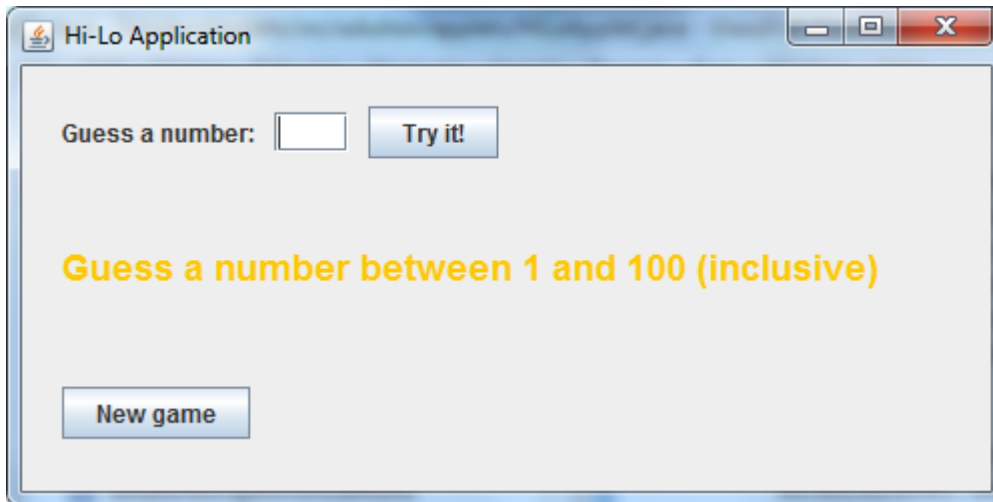 Hi-Lo Application
Guess a number: Try it!
Guess a number between 1 and 100 (inclusive)
New game